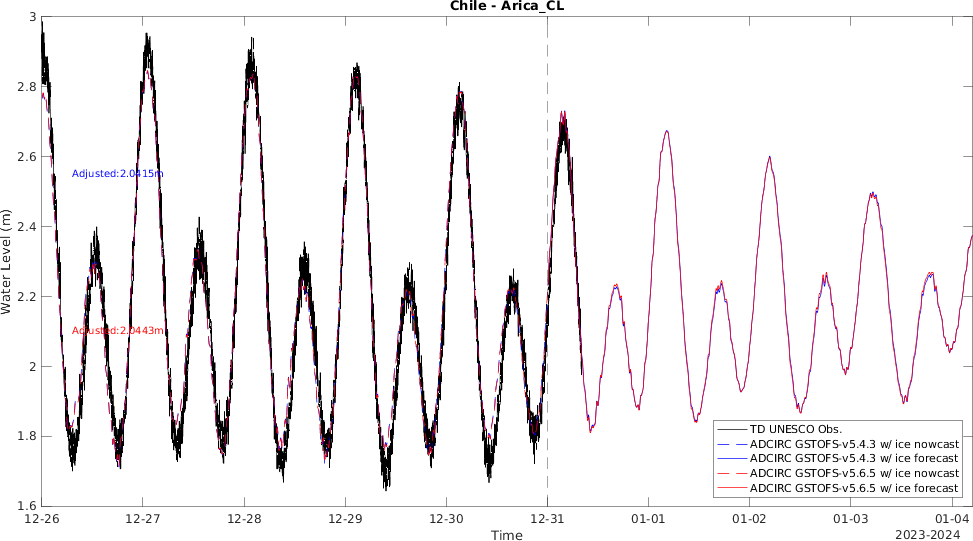 Chile - Arica_CL
3
2.8
2.6
2.4
2.2
2
1.8
1.6
Water Level (m)
Adjusted:2.0415m
Adjusted:2.0443m
TD UNESCO Obs.
ADCIRC GSTOFS-v5.4.3 w/ ice nowcast
ADCIRC GSTOFS-v5.4.3 w/ ice forecast
ADCIRC GSTOFS-v5.6.5 w/ ice nowcast
ADCIRC GSTOFS-v5.6.5 w/ ice forecast
12-26 12-27 12-28 12-29 12-30 12-31 01-01 01-02 01-03 01-04
Time
2023-2024